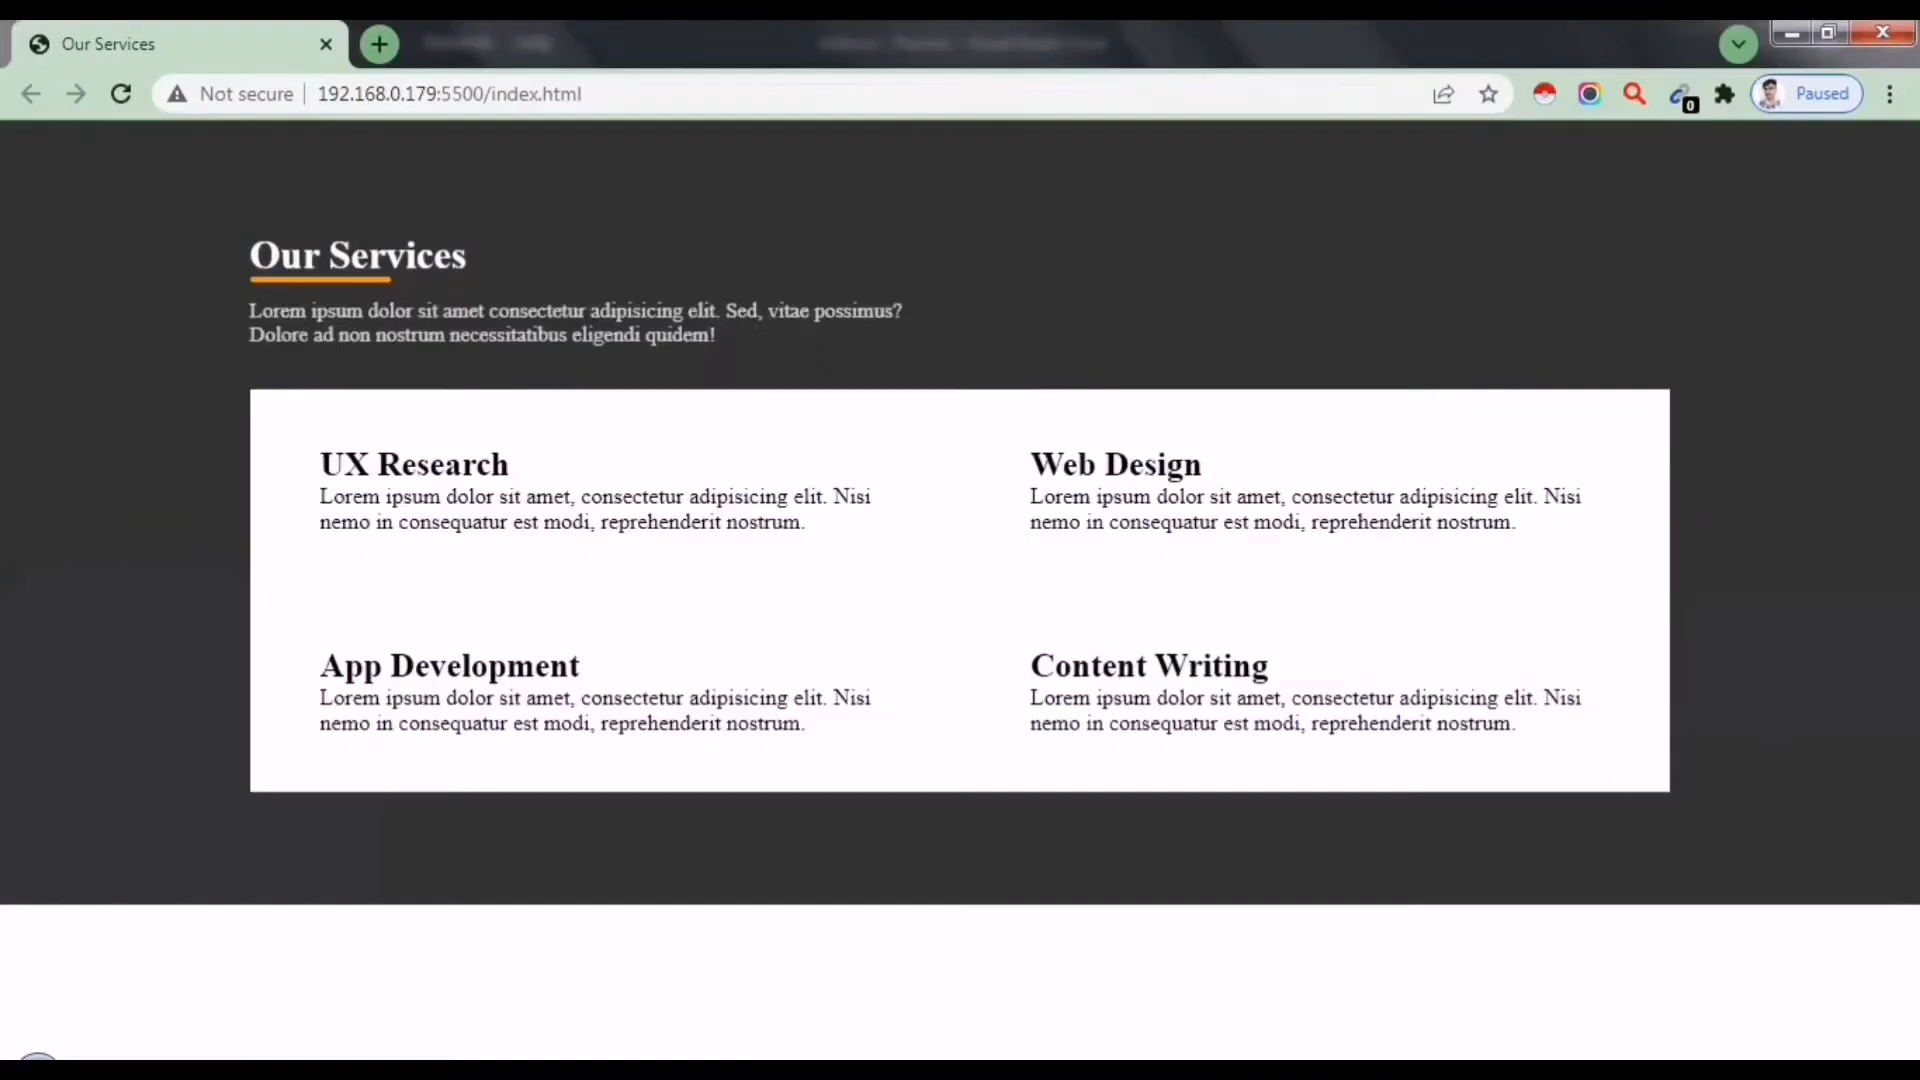 Our Services
Not secure
192.168.0.179:5500/index.html
0
Paused
Our Services
Lorem ipsum dolor sit amet consectetur adipisicing elit. Sed, vitae possimus?
Dolore ad non nostrum necessitatibus eligendi quidem!
UX Research
Lorem ipsum dolor sit amet, consectetur adipisicing elit. Nisi
nemo in consequatur est modi, reprehenderit nostrum.
Web Design
Lorem ipsum dolor sit amet, consectetur adipisicing elit. Nisi
nemo in consequatur est modi, reprehenderit nostrum.
App Development
Lorem ipsum dolor sit amet, consectetur adipisicing elit. Nisi
nemo in consequatur est modi, reprehenderit nostrum.
Content Writing
Lorem ipsum dolor sit amet, consectetur adipisicing elit. Nisi
nemo in consequatur est modi, reprehenderit nostrum.